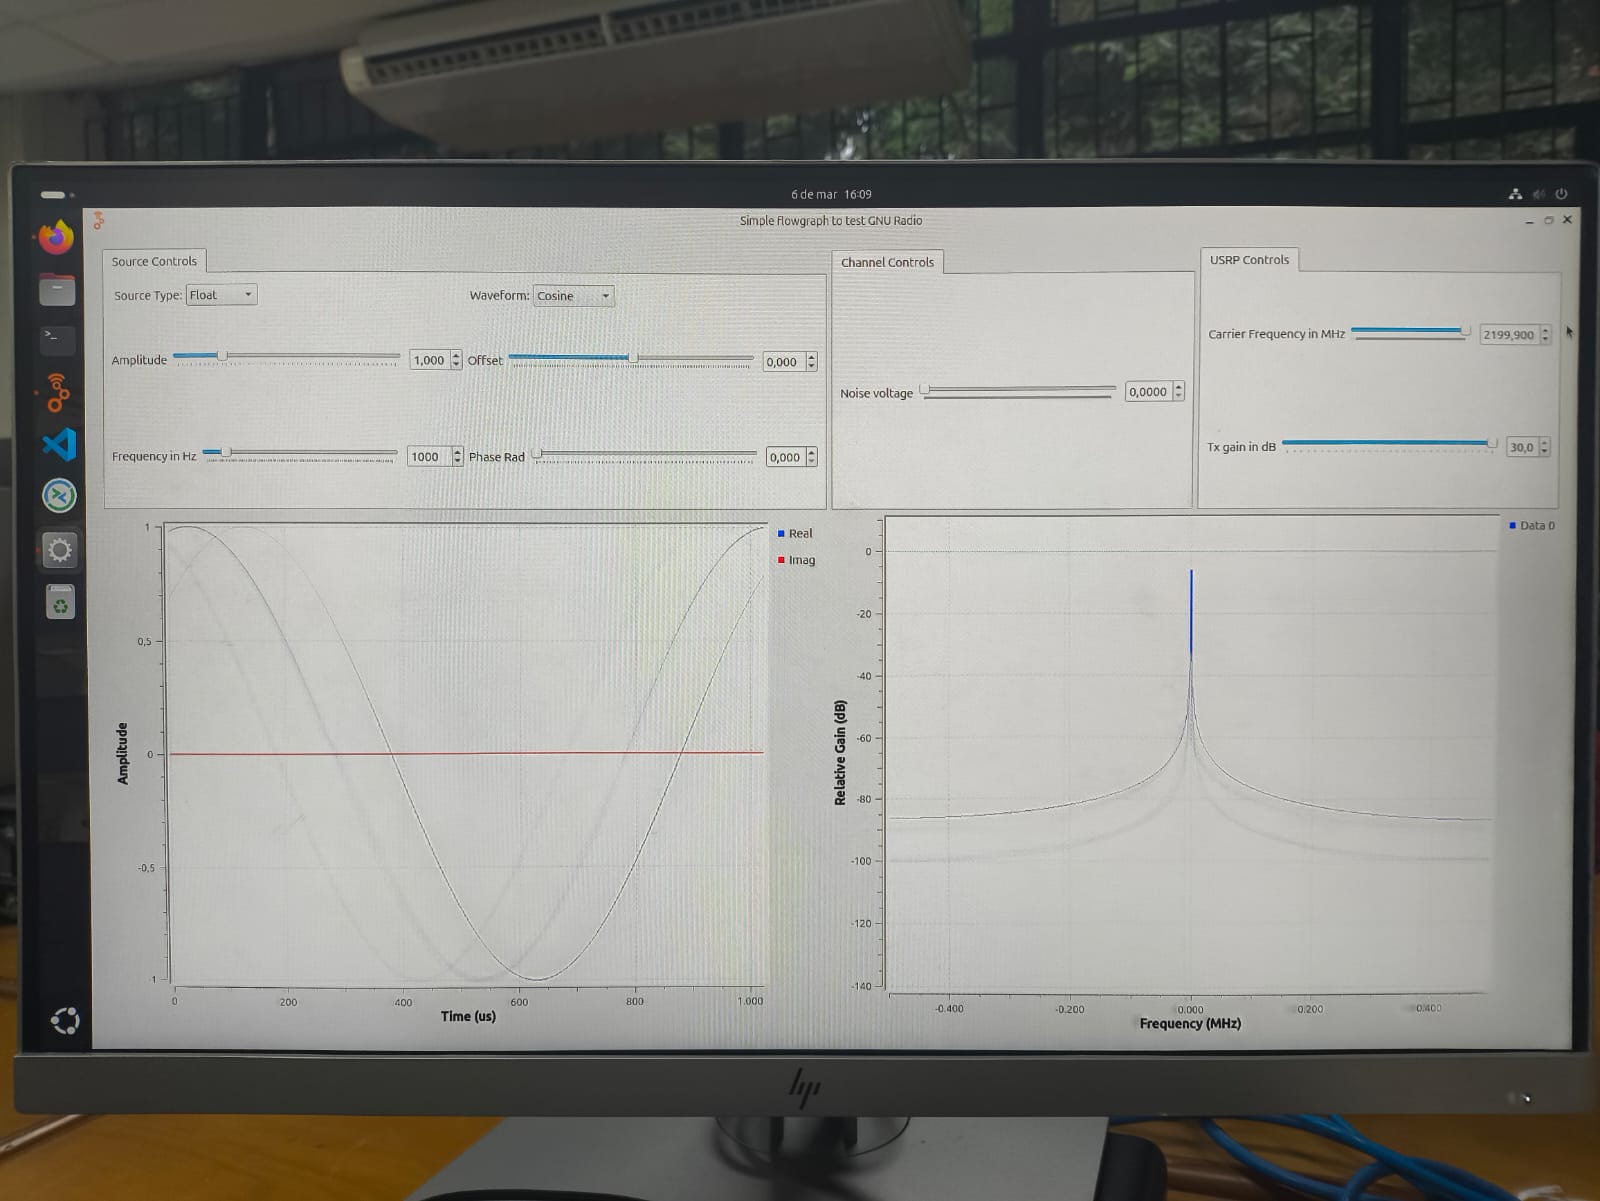 6 de mar 16:09
Simple flowgraph to test GNU Radio
Source Controls
Source Type: Float
Waveform: Cosine
Amplitude
1,000
Offset
0,000
Frequency in Hz
1000
Phase Rad
0,000
Channel Controls
Noise voltage
0,0000
USRP Controls
Carrier Frequency in MHz
2199,900
Tx gain in dB
30,0
Real
Imag
Amplitude
1
0,5
0
-0,5
1
0
200
400
600
800
1.000
Time (us)
Data 0
Relative Gain (dB)
0
-20
-40
-60
-80
-100
-120
-140
-0.400
-0.200
0.000
0.200
0.400
Frequency (MHz)
hp